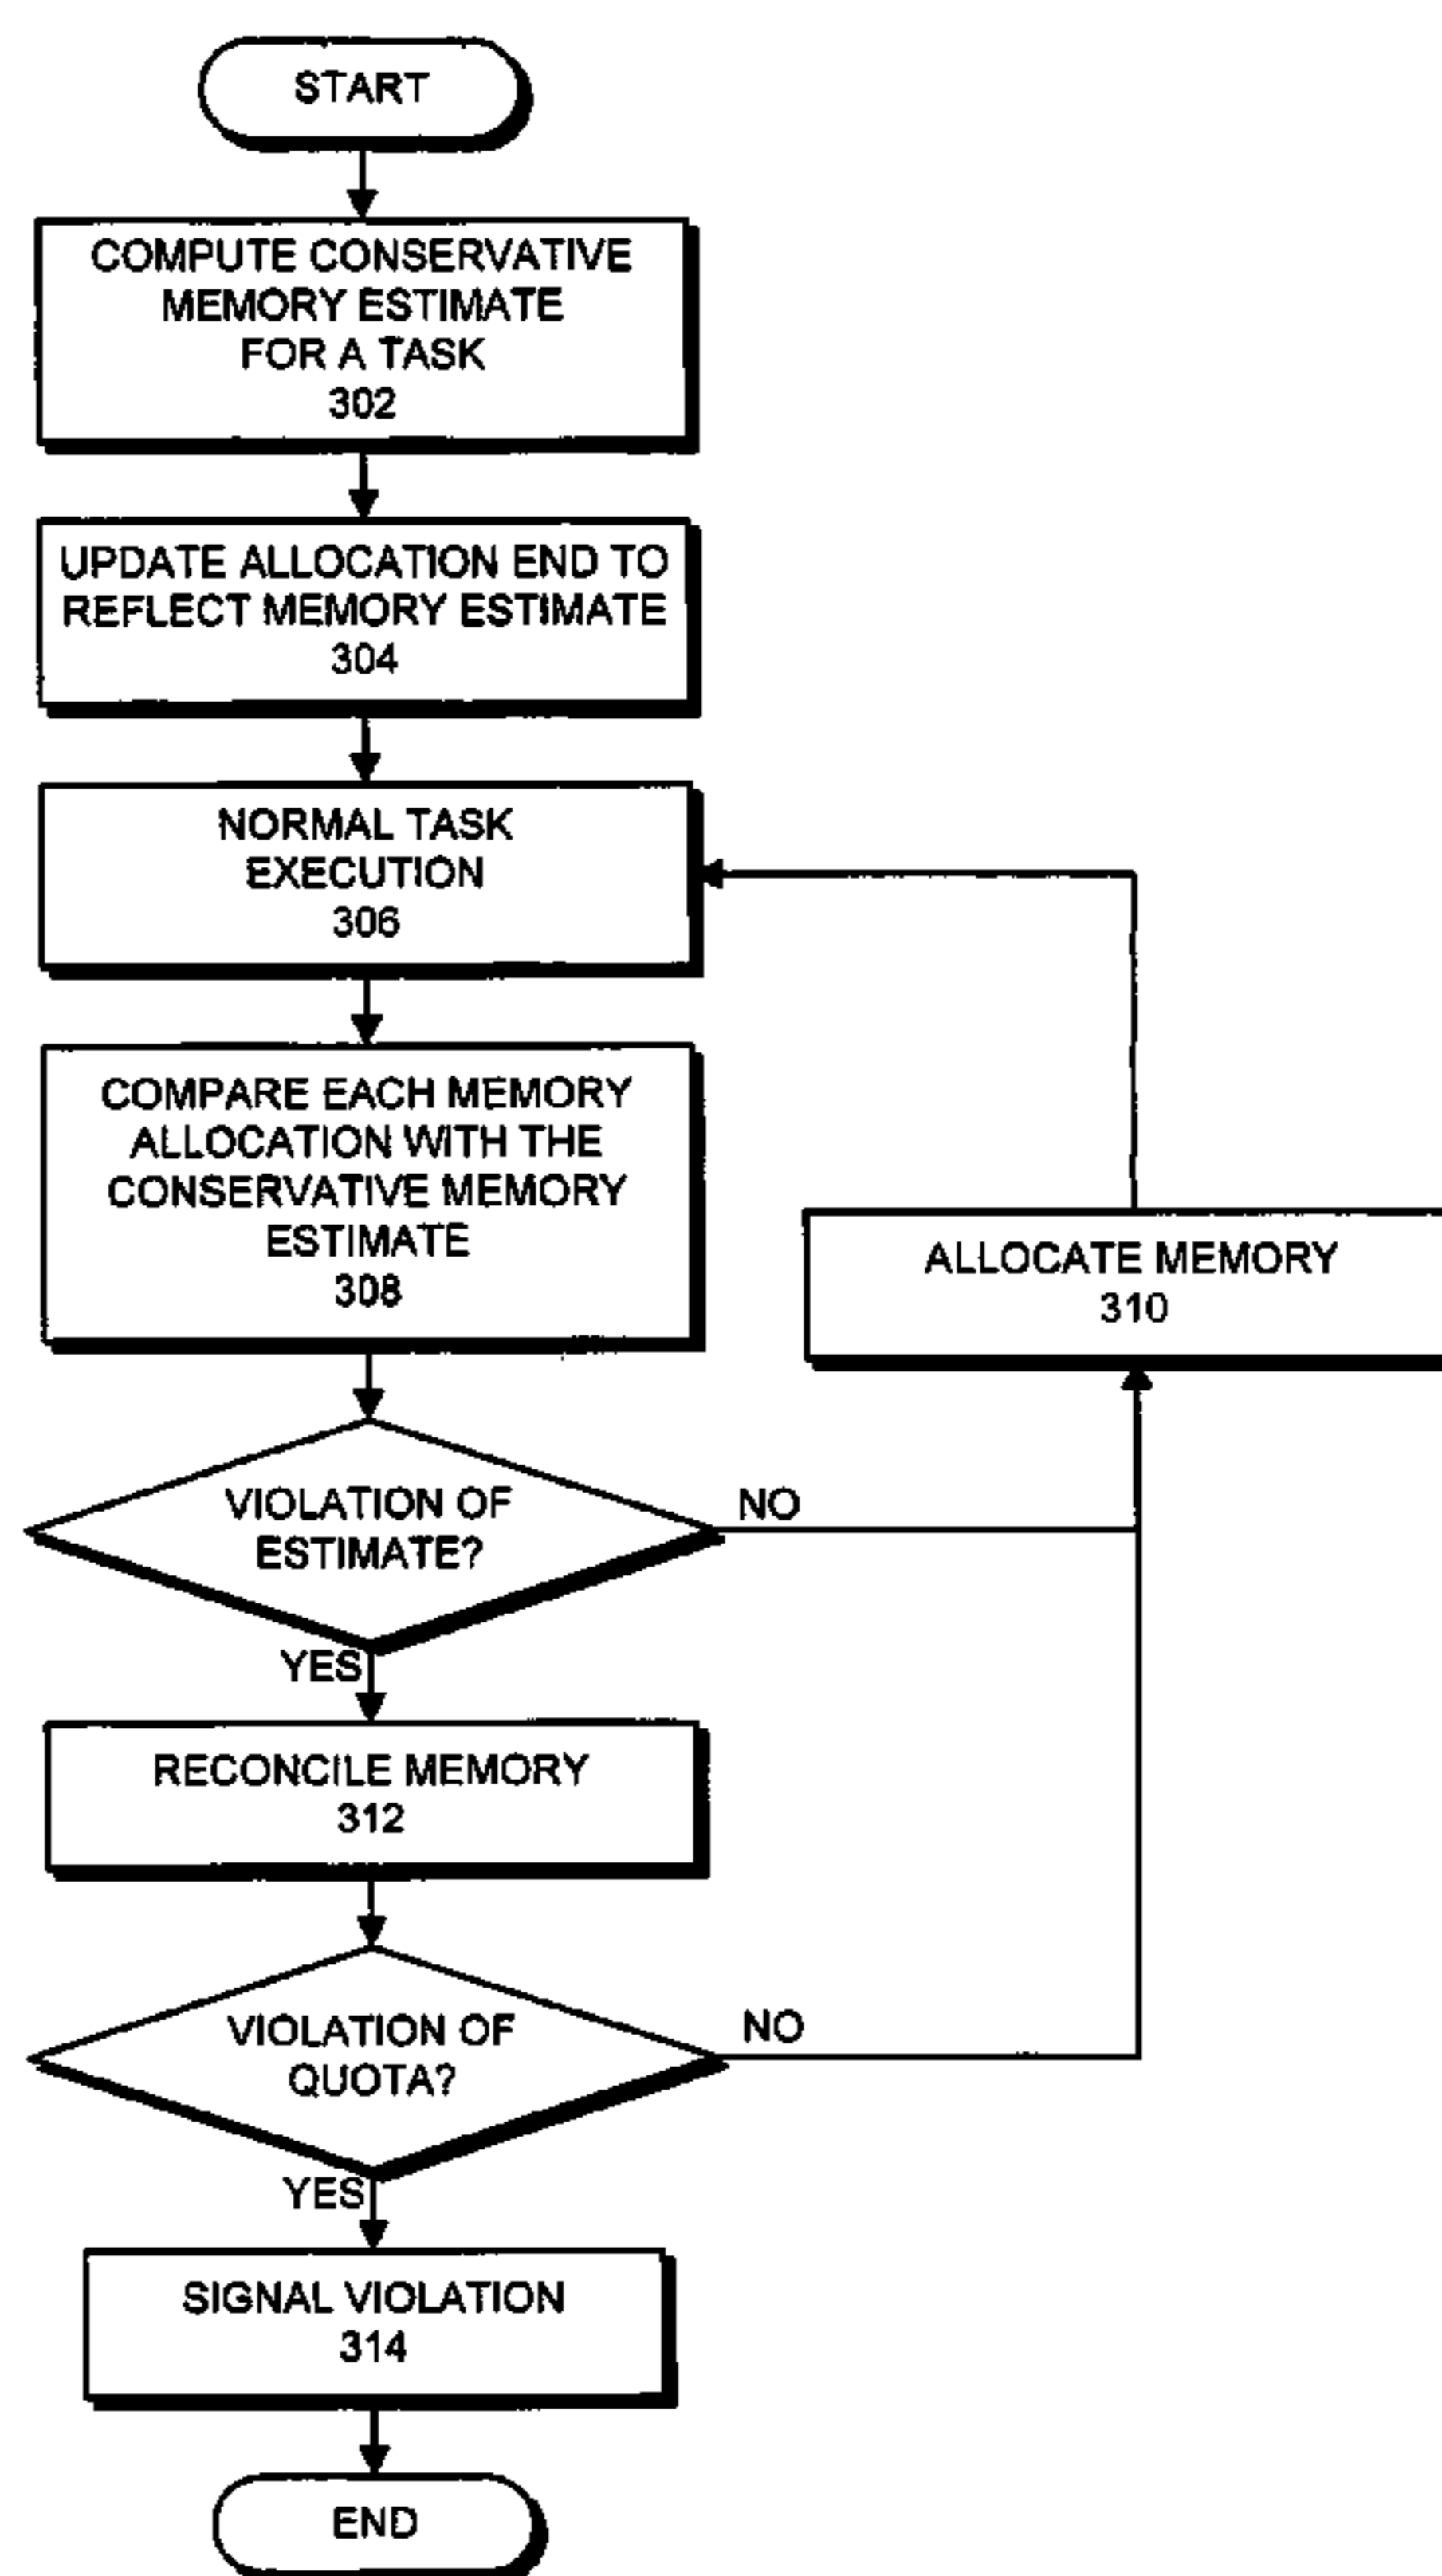 START
COMPUTE CONSERVATIVE
MEMORY ESTIMATE
FOR A TASK
302
UPDATE ALLOCATION END TO
REFLECT MEMORY ESTIMATE
304
NORMAL TASK
EXECUTION
306
COMPARE EACH MEMORY
ALLOCATION WITH THE
CONSERVATIVE MEMORY
ESTIMATE
308
ALLOCATE MEMORY
310
VIOLATION OF
ESTIMATE?
NO
YES
RECONCILE MEMORY
312
VIOLATION OF
QUOTA?
NO
YES
SIGNAL VIOLATION
314
END